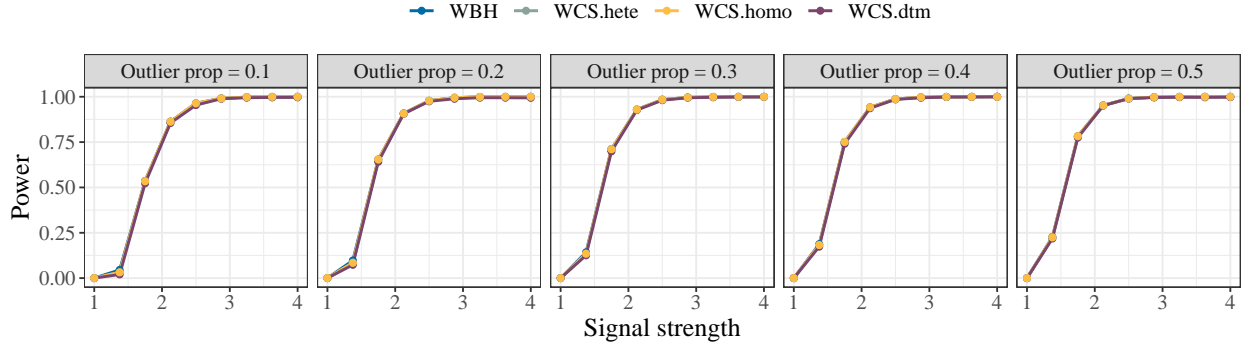 WBH WCS.hete WCS.homo WCS.dtm
Outlier prop = 0.1 Outlier prop = 0.2 Outlier prop = 0.3 Outlier prop = 0.4 Outlier prop = 0.5
1.00
0.75
0.50
0.25
0.00
Power
1 2 3 4 1 2 3 4 1 2 3 4 1 2 3 4 1 2 3 4
Signal strength